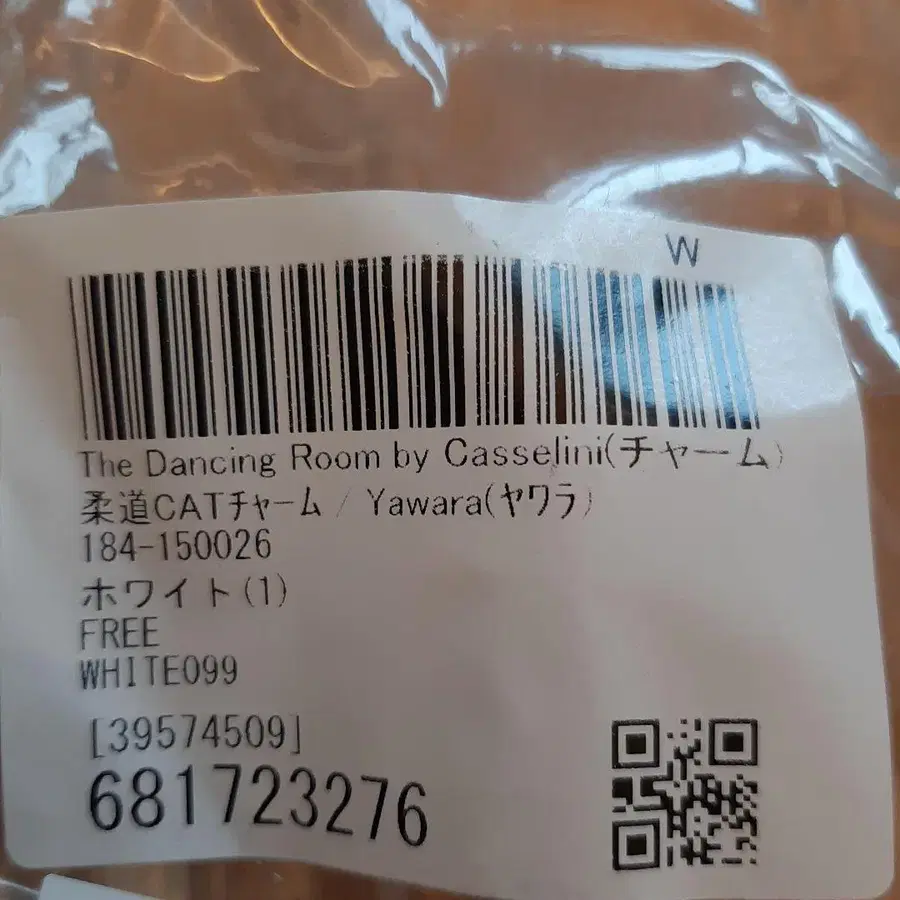 W
The Dancing Room by Casselini(チャーム)
柔道CATチャーム / Yawara(ヤワラ)
184-150026
ホワイト(1)
FREE
WHITE099
[39574509]
681723276